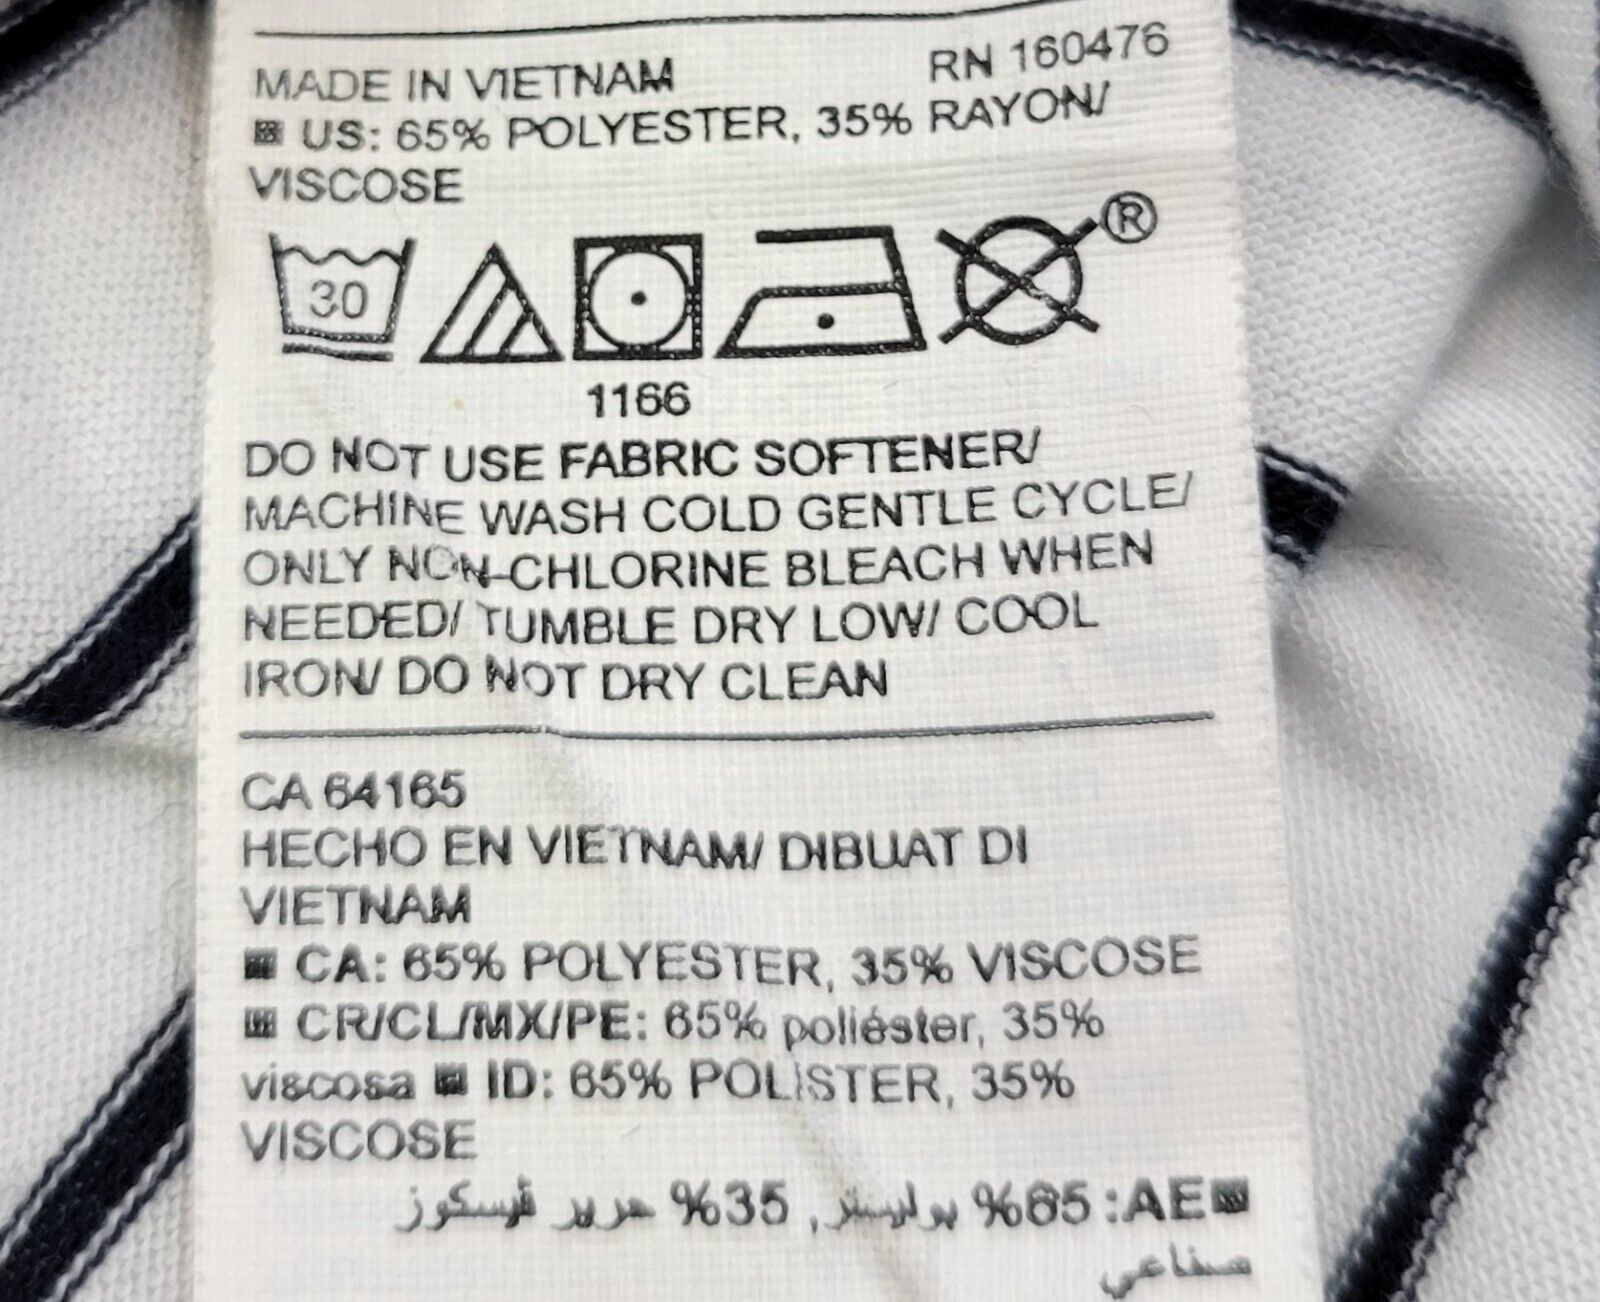 MADE IN VIETNAM RN 160476
US: 65% POLYESTER, 35% RAYON/
VISCOSE
®
30
1166
DO NOT USE FABRIC SOFTENER/
MACHINE WASH COLD GENTLE CYCLE/
ONLY NON-CHLORINE BLEACH WHEN
NEEDED/ TUMBLE DRY LOW/ COOL
IRON/ DO NOT DRY CLEAN
CA 64165
HECHO EN VIETNAM/ DIBUAT DI
VIETNAM
CA: 65% POLYESTER, 35% VISCOSE
CR/CL/MX/PE: 65% poliéster, 35%
viscosa ID: 65% POLISTER, 35%
VISCOSE
AE: 65% بوليستر, 35% حرير ڤيسكوز
صناعي